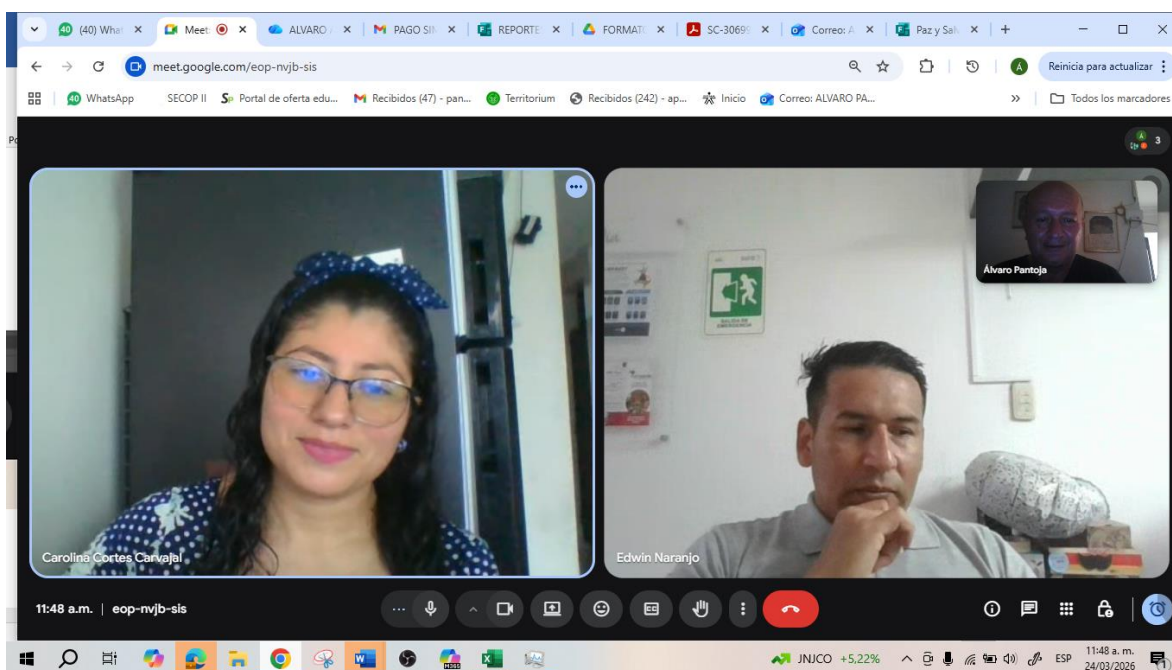 (40) What
Meet
ALVARO
PAGO SIN
REPORTE
FORMATO
SC-30699
Correo: A
Paz y Salv
meet.google.com/eop-nvjb-sis
Reinicia para actualizar
WhatsApp
SECOP II
Portal de oferta edu...
Recibidos (47) - pan...
Territorium
Recibidos (242) - ap...
Inicio
Correo: ALVARO PA...
Todos los marcadores
3
Álvaro Pantoja
SALIDA DE
EMERGENCIA
Carolina Cortes Carvajal
Edwin Naranjo
11:48 a.m. | eop-nvjb-sis
JNJCO +5,22%
ESP
11:48 a. m.
24/03/2026